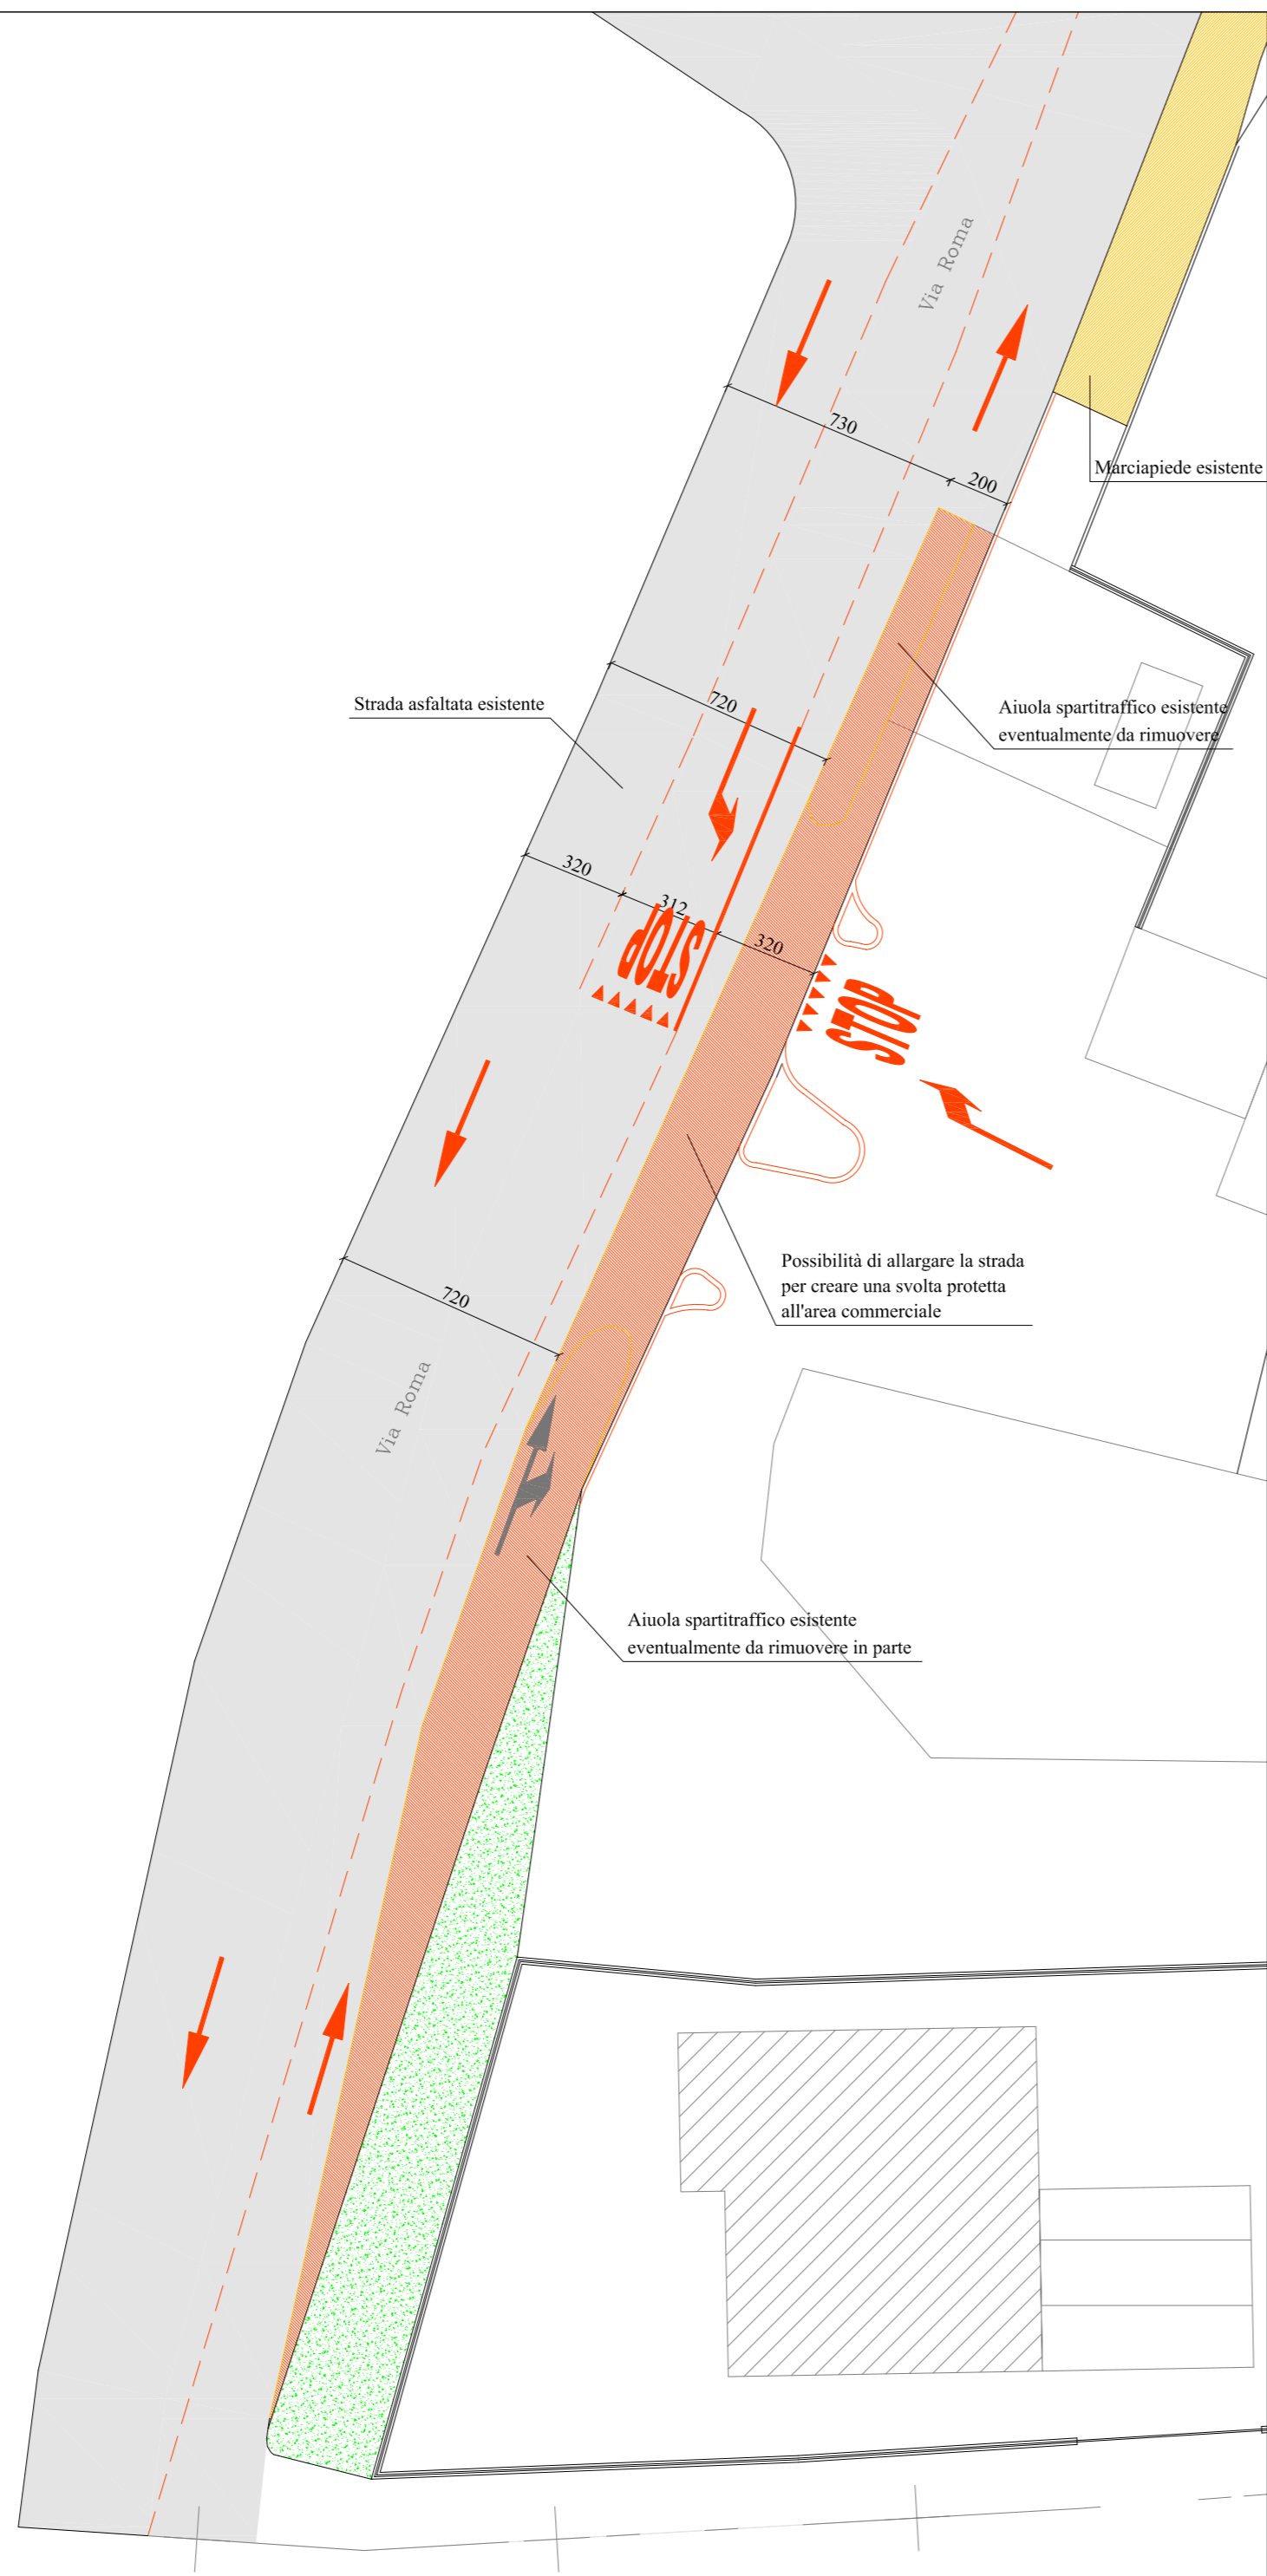 Via Roma
730
200
Marciapiede esistente
720
Strada asfaltata esistente
Aiuola spartitraffico esistente
eventualmente da rimuovere
320
312
320
STOP
STOP
Possibilità di allargare la strada
per creare una svolta protetta
all'area commerciale
720
Via Roma
Aiuola spartitraffico esistente
eventualmente da rimuovere in parte